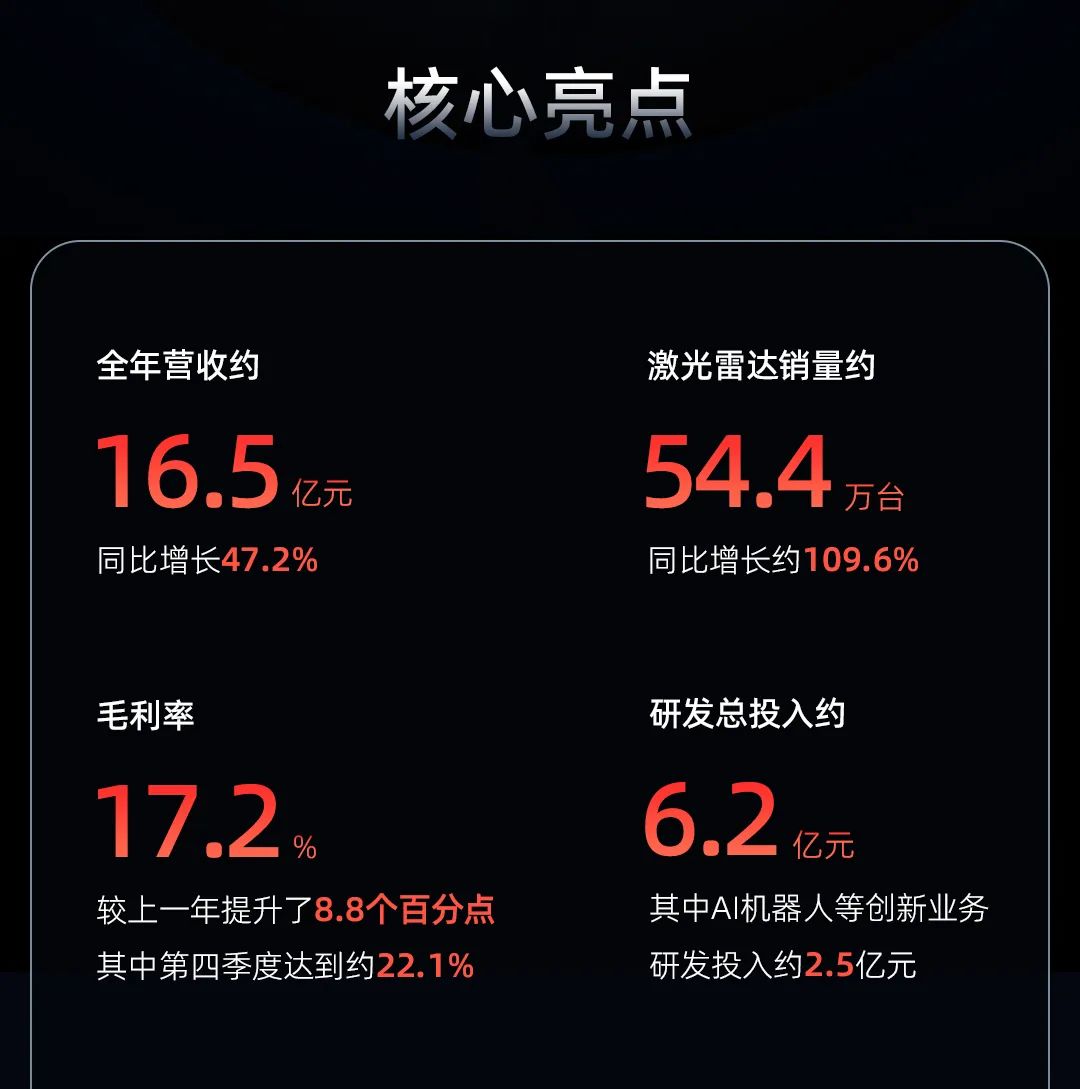 核心亮点
全年营收约
16.5 亿元
同比增长47.2%
激光雷达销量约
54.4 万台
同比增长约109.6%
毛利率
17.2 %
较上一年提升了8.8个百分点
其中第四季度达到约22.1%
研发总投入约
6.2 亿元
其中AI机器人等创新业务
研发投入约2.5亿元